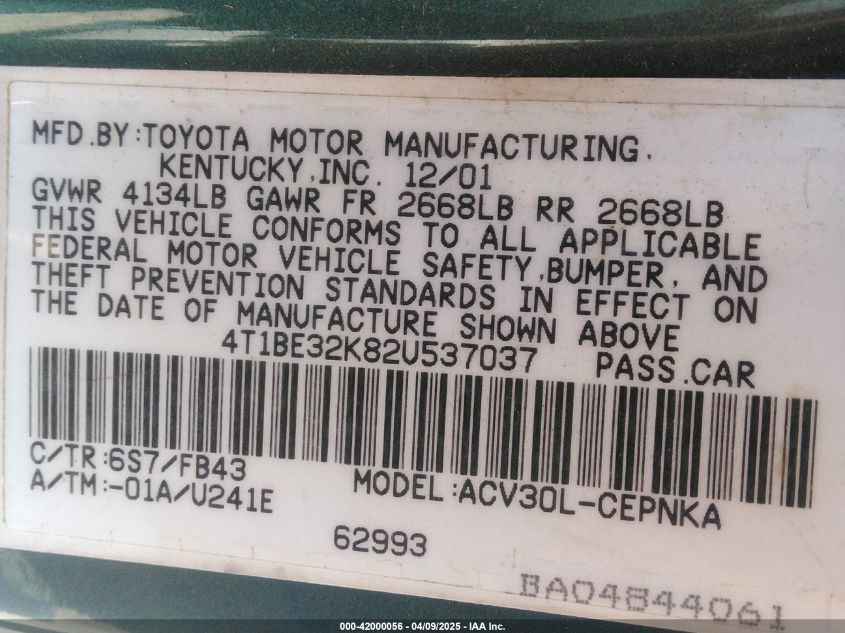 MFD.BY:TOYOTA MOTOR MANUFACTURING,
KENTUCKY,INC. 12/01
GVWR 4134LB GAWR FR 2668LB RR 2668LB
THIS VEHICLE CONFORMS TO ALL APPLICABLE
FEDERAL MOTOR VEHICLE SAFETY,BUMPER, AND
THEFT PREVENTION STANDARDS IN EFFECT ON
THE DATE OF MANUFACTURE SHOWN ABOVE
4T1BE32K82U537037 PASS.CAR
C/TR:6S7/FB43
A/TM:-01A/U241E MODEL:ACV30L-CEPNKA
62993
BA04844061
000-42000056 - 04/09/2025 - IAA Inc.